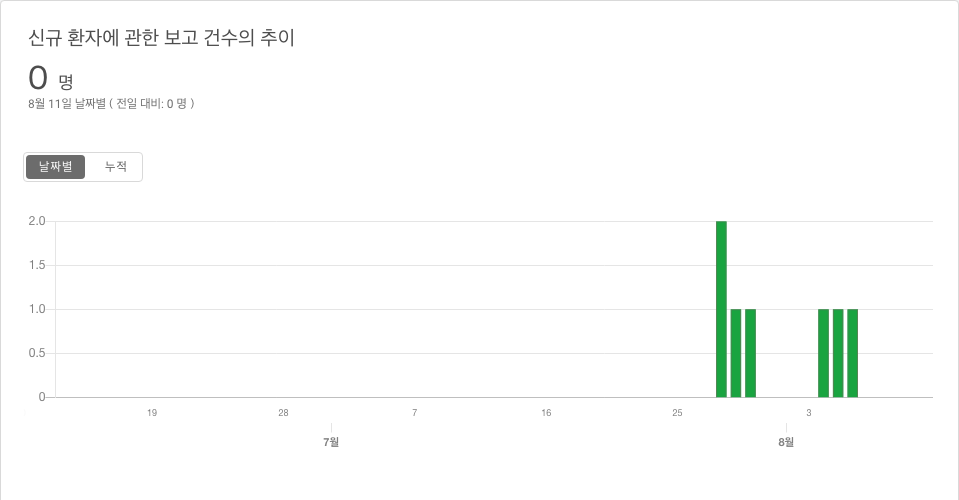 신규 환자에 관한 보고 건수의 추이
0 명
8월 11일 날짜별 ( 전일 대비: 0 명 )
날짜별 누적
2.0
1.5
1.0
0.5
0
19 28 7 16 25 3
7월 8월